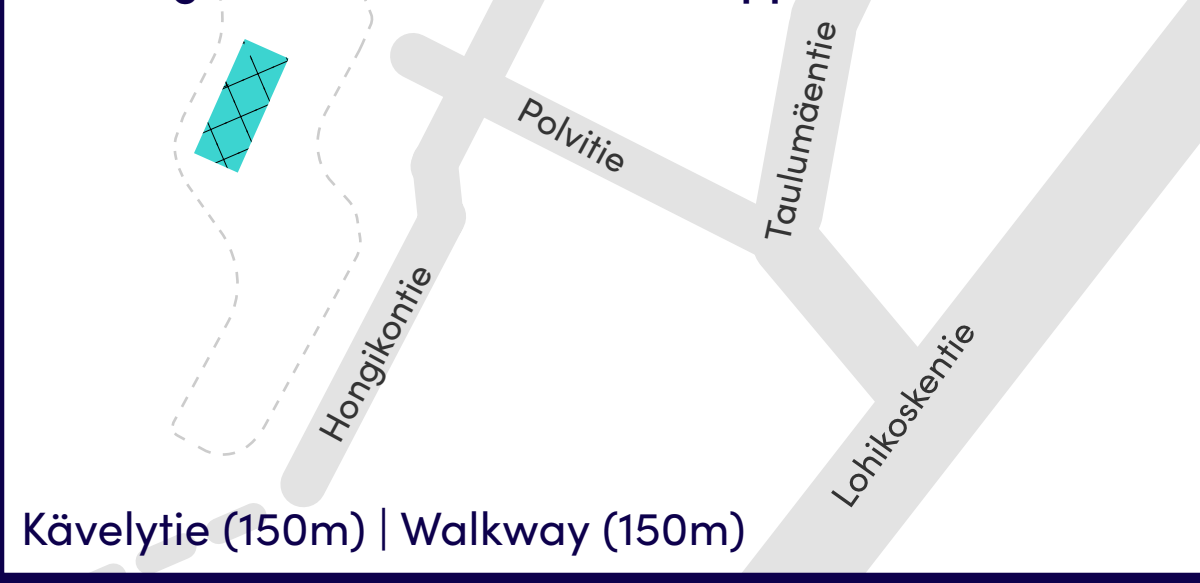 Taulumäentie
Polvitie
Hongikontie
Lohikoskentie
Kävelytie (150m) | Walkway (150m)